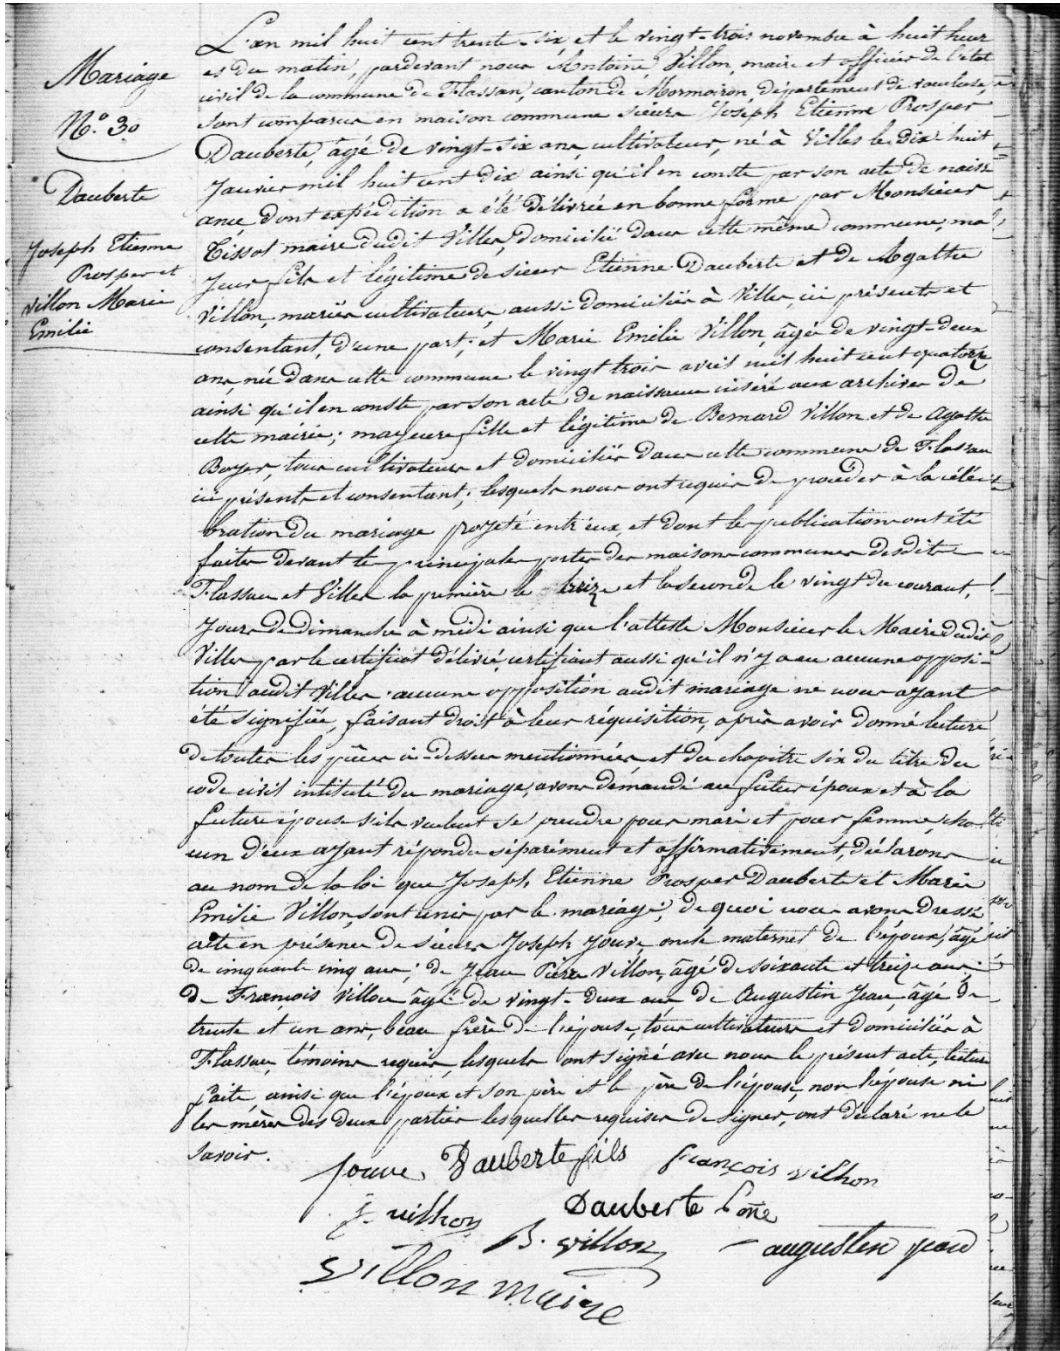 Mariage
N.º 30
Dauberte
Joseph Etienne
Prosper et
Villon Marie
Emilie
L'an mil huit cent trente-six et le vingt-trois novembre à huit heur
es du matin, pardevant nous Antoine Villon, maire et officier de l'état
civil de la commune de Flassan, canton de Mormoiron, département de vaucluse,
sont comparus en maison commune sieurs Joseph Etienne Prosper
Dauberte, âgé de vingt-six ans, cultivateur, né à Villes le dix huit
Janvier mil huit cent dix ainsi qu'il en conste par son acte de naiss
ance, dont expédition a été délivrée en bonne forme par Monsieur
Tissot maire dudit Villes, domicilié dans cette même commune, ma
jeur fils et légitime de sieur Etienne Dauberte et de Agathe
Villon, mariés cultivateurs, aussi domiciliés à Villes, ici présents et
consentant, d'une part; et Marie Emilie Villon, âgée de vingt-deux
ans, née dans cette commune le vingt trois avril mil huit cent quatorze
ainsi qu'il en conste par son acte de naissance inséré aux archives de
cette mairie; majeure fille et légitime de Bernard Villon et de Agathe
Boyer, tous cultivateurs et domiciliés dans cette commune de Flassan
ici présents et consentant; lesquels nous ont requis de procéder à la célé
bration du mariage projeté entr'eux, et dont les publications ont été
faites devant la principale porte des maisons communes desdits
Flassan et Villes la première le treize et la seconde le vingt du courant,
Jours de dimanche à midi ainsi que l'atteste Monsieur le Maire dudit
Villes par le certificat délivré, certifiant aussi qu'il n'y a eu aucune opposi-
tion audit Villes. aucune opposition audit mariage ne nous ayant
été signifiée, faisant droit à leur réquisition, après avoir donné lecture
de toutes les pièces ci-dessus mentionnées, et du chapitre six du titre du
code civil intitulé du mariage, avons demandé au futur époux et à la
future épouse s'ils veulent se prendre pour mari et pour femme, cha-
cun d'eux ayant répondu séparément et affirmativement, déclarons
au nom de la loi que Joseph Etienne Prosper Dauberte et Marie
Emilie Villon, sont unis par le mariage, de quoi nous avons dressé
acte en présence de sieurs Joseph Jouve, oncle maternel de l'époux, âgé
de cinquante cinq ans; de Jean Pierre Villon, âgé de soixante et treize ans;
de François Villon âgé de vingt-deux ans de Augustin Jean, âgé de
trente et un ans, beau frère de l'épouse, tous cultivateurs et domiciliés à
Flassan, témoins requis, lesquels ont signé avec nous le présent acte, lecture
faite, ainsi que l'époux et son père et le père de l'épouse, non l'épouse ni
les mères des deux parties lesquelles requises de signer, ont déclaré ne le
savoir.
Jouve Dauberte fils françois vilhon
J. vilhon Dauberte Père
B. villon augusten jean
Villon maire